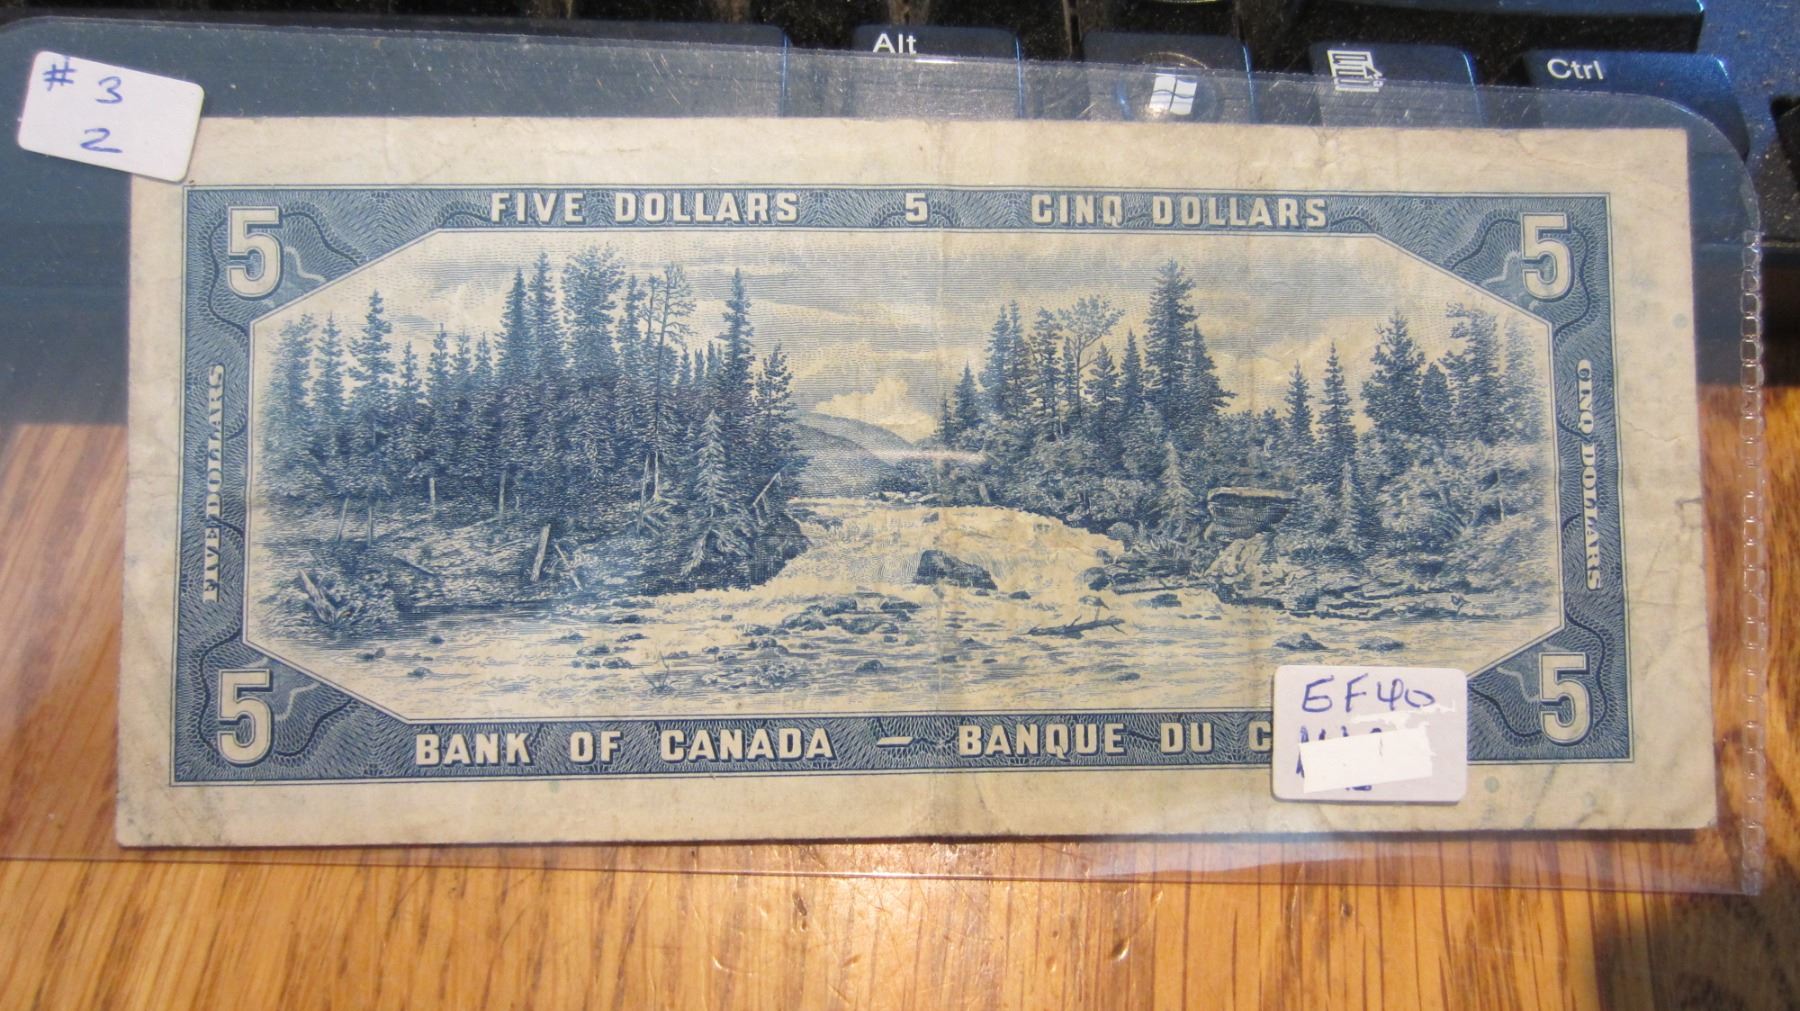 Alt
Ctrl
# 3
2
5 FIVE DOLLARS 5 CINQ DOLLARS 5
FIVE DOLLARS
CINQ DOLLARS
5 BANK OF CANADA — BANQUE DU C 5
EF40